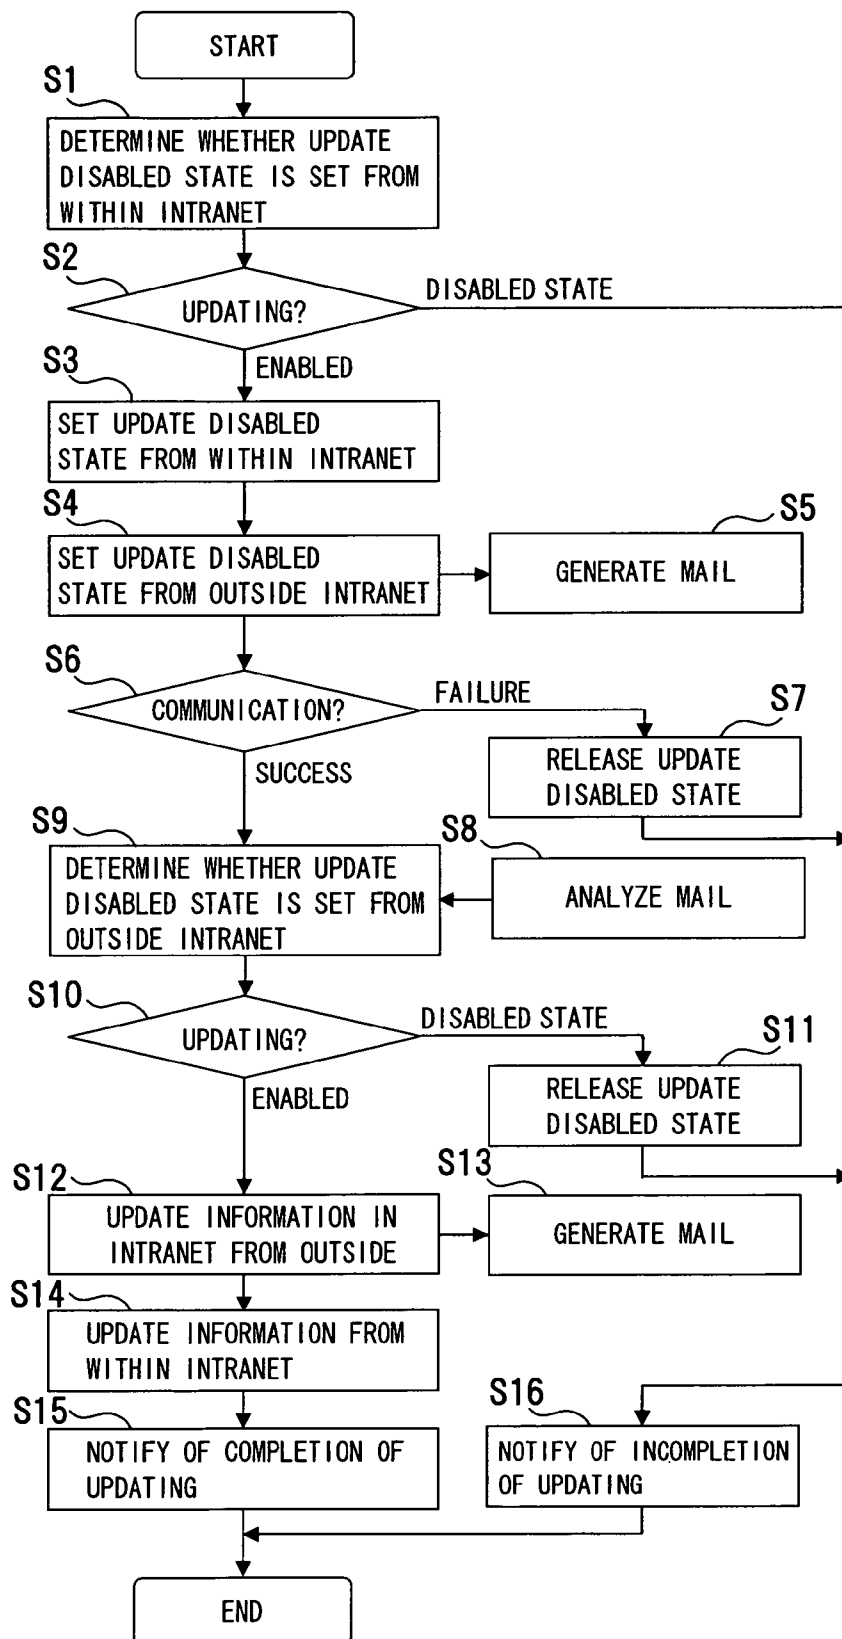 START
S1
DETERMINE WHETHER UPDATE
DISABLED STATE IS SET FROM
WITHIN INTRANET
S2
UPDATING?
DISABLED STATE
ENABLED
S3
SET UPDATE DISABLED
STATE FROM WITHIN INTRANET
S4
SET UPDATE DISABLED
STATE FROM OUTSIDE INTRANET
S5
GENERATE MAIL
S6
COMMUNICATION?
FAILURE
SUCCESS
S7
RELEASE UPDATE
DISABLED STATE
S8
ANALYZE MAIL
S9
DETERMINE WHETHER UPDATE
DISABLED STATE IS SET FROM
OUTSIDE INTRANET
S10
UPDATING?
DISABLED STATE
ENABLED
S11
RELEASE UPDATE
DISABLED STATE
S12
UPDATE INFORMATION IN
INTRANET FROM OUTSIDE
S13
GENERATE MAIL
S14
UPDATE INFORMATION FROM
WITHIN INTRANET
S15
NOTIFY OF COMPLETION OF
UPDATING
S16
NOTIFY OF INCOMPLETION
OF UPDATING
END